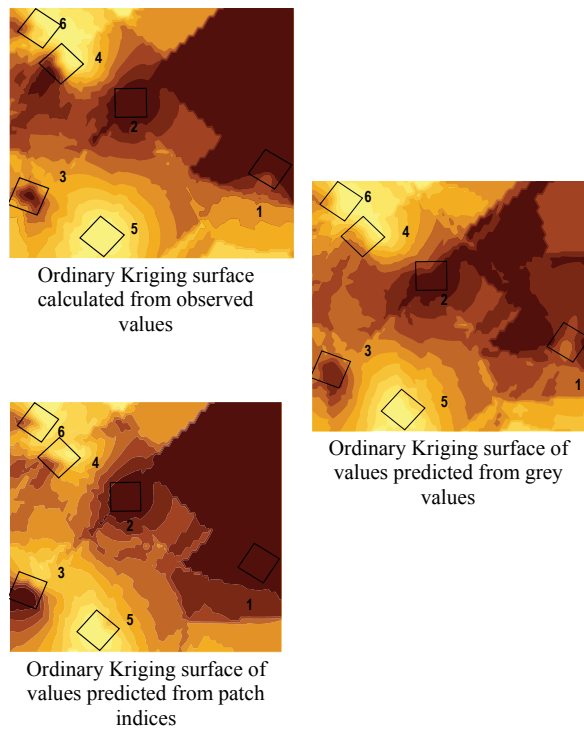 6
4
2
3
1
5
Ordinary Kriging surface
calculated from observed
values
6
4
2
3
1
5
Ordinary Kriging surface of
values predicted from grey
values
6
4
2
3
1
5
Ordinary Kriging surface of
values predicted from patch
indices